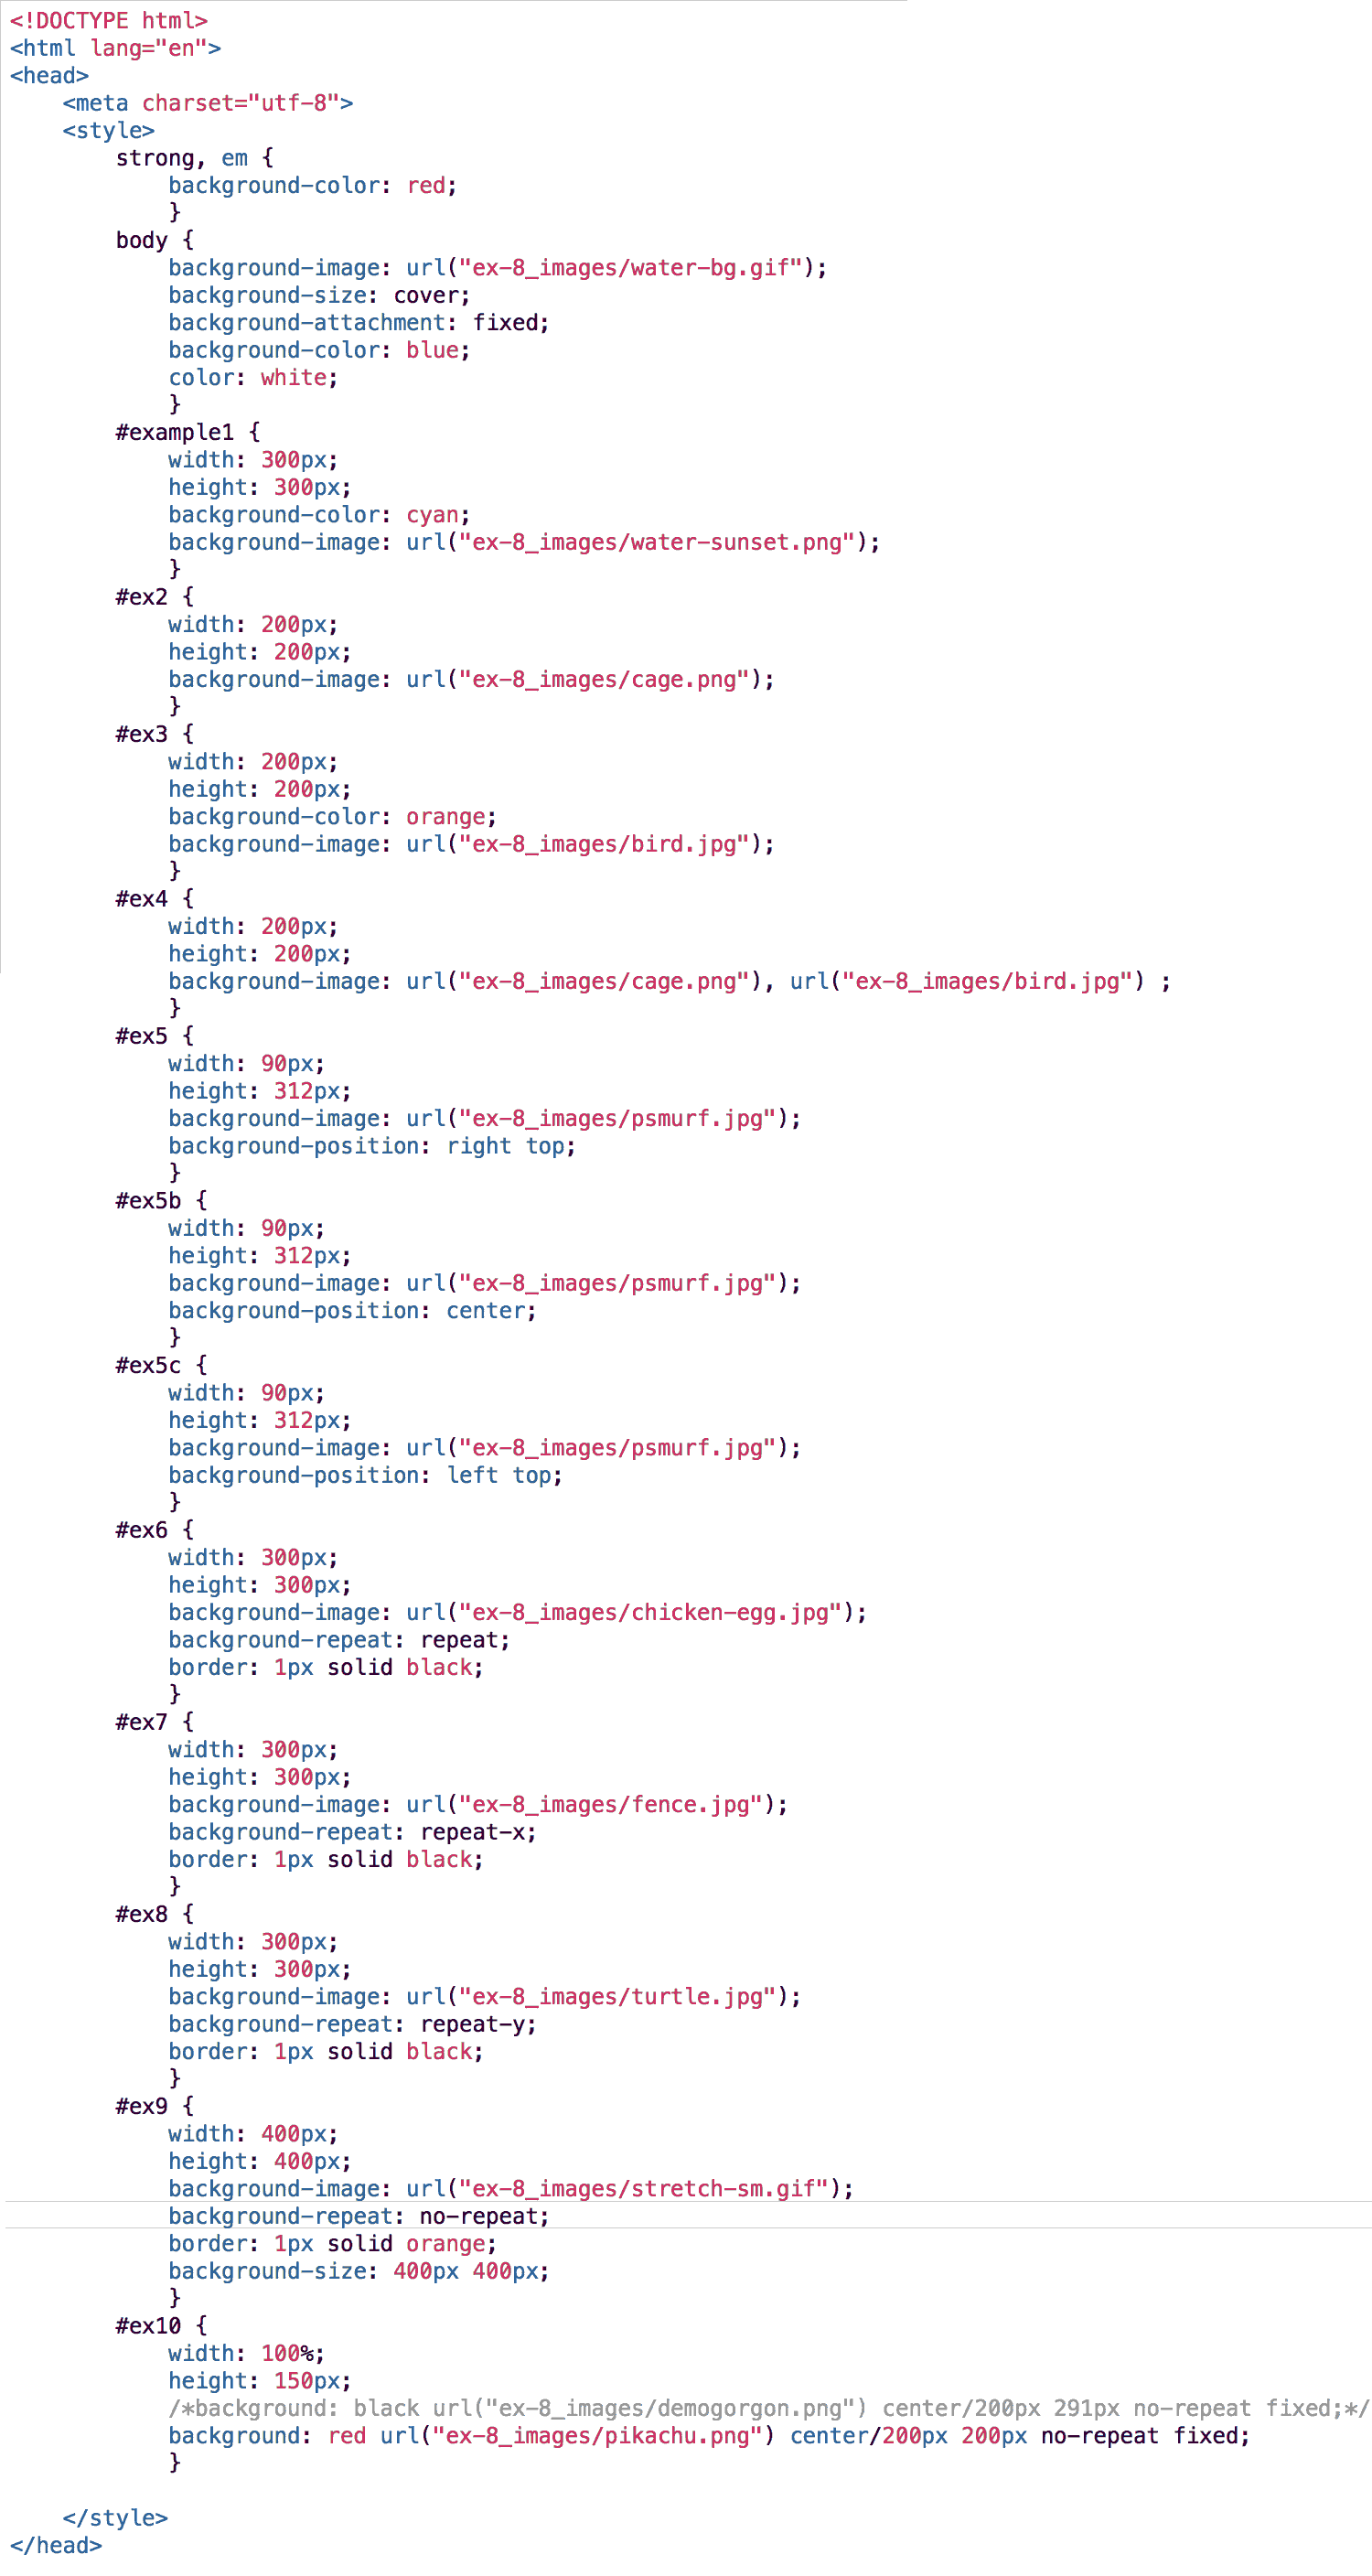 <!DOCTYPE html>
<html lang="en">
<head>
    <meta charset="utf-8">
    <style>
        strong, em {
            background-color: red;
            }
        body {
            background-image: url("ex-8_images/water-bg.gif");
            background-size: cover;
            background-attachment: fixed;
            background-color: blue;
            color: white;
            }
        #example1 {
            width: 300px;
            height: 300px;
            background-color: cyan;
            background-image: url("ex-8_images/water-sunset.png");
            }
        #ex2 {
            width: 200px;
            height: 200px;
            background-image: url("ex-8_images/cage.png");
            }
        #ex3 {
            width: 200px;
            height: 200px;
            background-color: orange;
            background-image: url("ex-8_images/bird.jpg");
            }
        #ex4 {
            width: 200px;
            height: 200px;
            background-image: url("ex-8_images/cage.png"), url("ex-8_images/bird.jpg") ;
            }
        #ex5 {
            width: 90px;
            height: 312px;
            background-image: url("ex-8_images/psmurf.jpg");
            background-position: right top;
            }
        #ex5b {
            width: 90px;
            height: 312px;
            background-image: url("ex-8_images/psmurf.jpg");
            background-position: center;
            }
        #ex5c {
            width: 90px;
            height: 312px;
            background-image: url("ex-8_images/psmurf.jpg");
            background-position: left top;
            }
        #ex6 {
            width: 300px;
            height: 300px;
            background-image: url("ex-8_images/chicken-egg.jpg");
            background-repeat: repeat;
            border: 1px solid black;
            }
        #ex7 {
            width: 300px;
            height: 300px;
            background-image: url("ex-8_images/fence.jpg");
            background-repeat: repeat-x;
            border: 1px solid black;
            }
        #ex8 {
            width: 300px;
            height: 300px;
            background-image: url("ex-8_images/turtle.jpg");
            background-repeat: repeat-y;
            border: 1px solid black;
            }
        #ex9 {
            width: 400px;
            height: 400px;
            background-image: url("ex-8_images/stretch-sm.gif");
            background-repeat: no-repeat;
            border: 1px solid orange;
            background-size: 400px 400px;
            }
        #ex10 {
            width: 100%;
            height: 150px;
            /*background: black url("ex-8_images/demogorgon.png") center/200px 291px no-repeat fixed;*/
            background: red url("ex-8_images/pikachu.png") center/200px 200px no-repeat fixed;
            }

    </style>
</head>